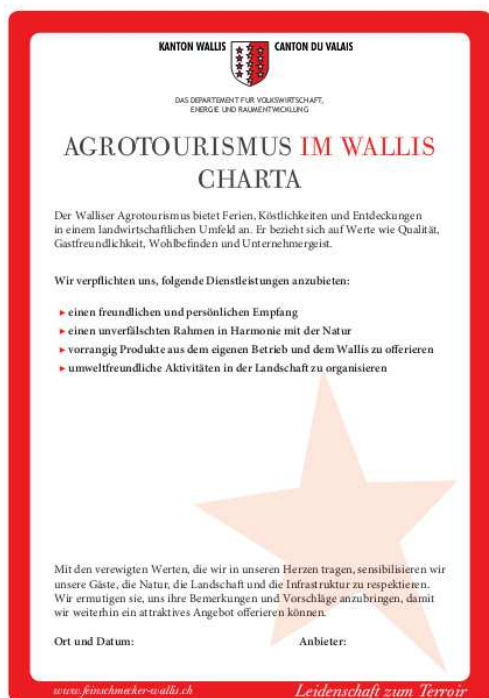 KANTON WALLIS CANTON DU VALAIS
DAS DEPARTEMENT FÜR VOLKSWIRTSCHAFT,
ENERGIE UND RAUMENTWICKLUNG
AGROTOURISMUS IM WALLIS
CHARTA
Der Walliser Agrotourismus bietet Ferien, Köstlichkeiten und Entdeckungen
in einem landwirtschaftlichen Umfeld an. Er bezieht sich auf Werte wie Qualität,
Gastfreundlichkeit, Wohlbefinden und Unternehmergeist.
Wir verpflichten uns, folgende Dienstleistungen anzubieten:
▸ einen freundlichen und persönlichen Empfang
▸ einen unverfälschten Rahmen in Harmonie mit der Natur
▸ vorrangig Produkte aus dem eigenen Betrieb und dem Wallis zu offerieren
▸ umweltfreundliche Aktivitäten in der Landschaft zu organisieren
Mit den verewigten Werten, die wir in unseren Herzen tragen, sensibilisieren wir
unsere Gäste, die Natur, die Landschaft und die Infrastruktur zu respektieren.
Wir ermutigen sie, uns ihre Bemerkungen und Vorschläge anzubringen, damit
wir weiterhin ein attraktives Angebot offerieren können.
Ort und Datum: Anbieter:
www.feinschmecker-wallis.ch Leidenschaft zum Terroir